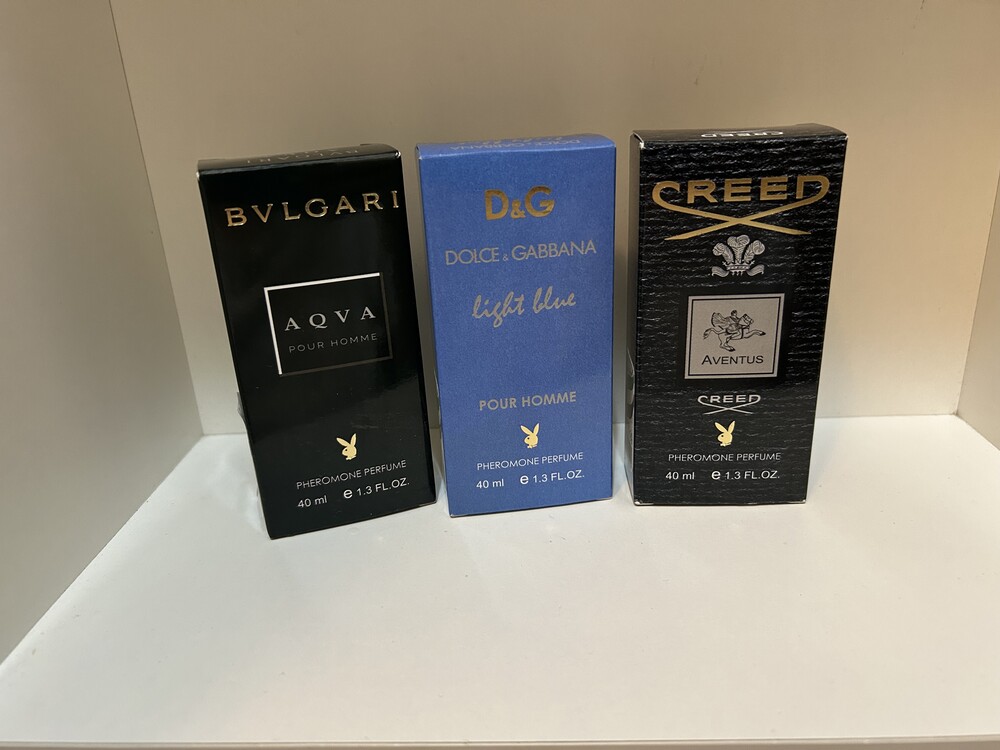 BVLGARI
AQVA
POUR HOMME
PHEROMONE PERFUME
40 ml e 1.3 FL.OZ.
D&G
DOLCE & GABBANA
light blue
POUR HOMME
PHEROMONE PERFUME
40 ml e 1.3 FL.OZ.
CREED
CREED
AVENTUS
CREED
PHEROMONE PERFUME
40 ml e 1.3 FL.OZ.